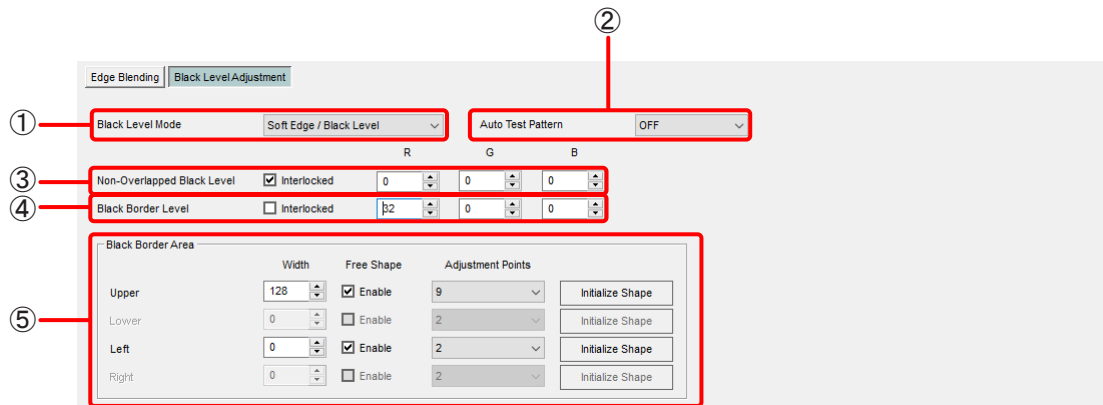 ②
Edge Blending Black Level Adjustment
① Black Level Mode Soft Edge / Black Level Auto Test Pattern OFF
R G B
③ Non-Overlapped Black Level Interlocked 0 0 0
④ Black Border Level Interlocked 32 0 0
Black Border Area
Width Free Shape Adjustment Points
Upper 128 Enable 9 Initialize Shape
⑤ Lower 0 Enable 2 Initialize Shape
Left 0 Enable 2 Initialize Shape
Right 0 Enable 2 Initialize Shape